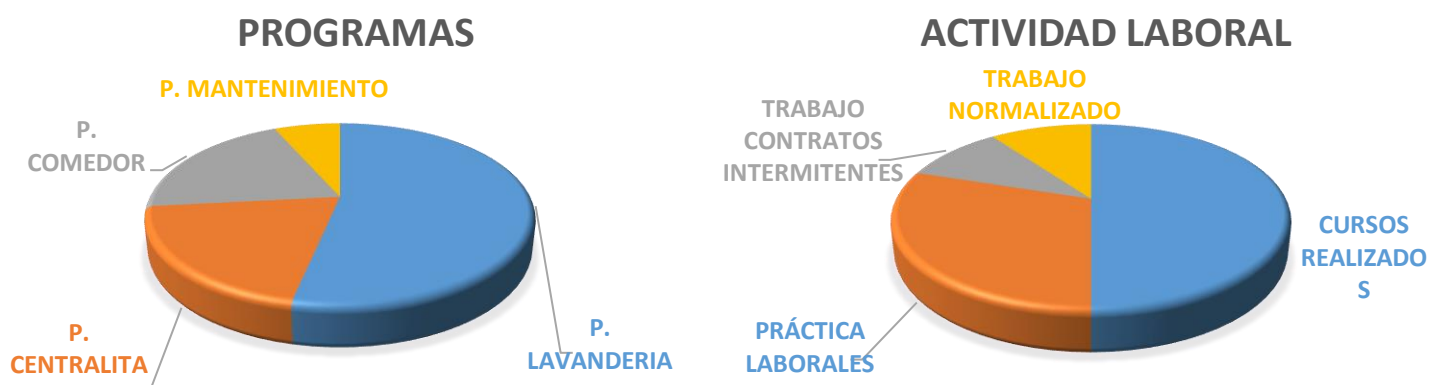 PROGRAMAS
P. MANTENIMIENTO
P.
COMEDOR
P.
CENTRALITA
P.
LAVANDERIA
ACTIVIDAD LABORAL
TRABAJO
NORMALIZADO
TRABAJO
CONTRATOS
INTERMITENTES
CURSOS
REALIZADO
S
PRÁCTICA
LABORALES